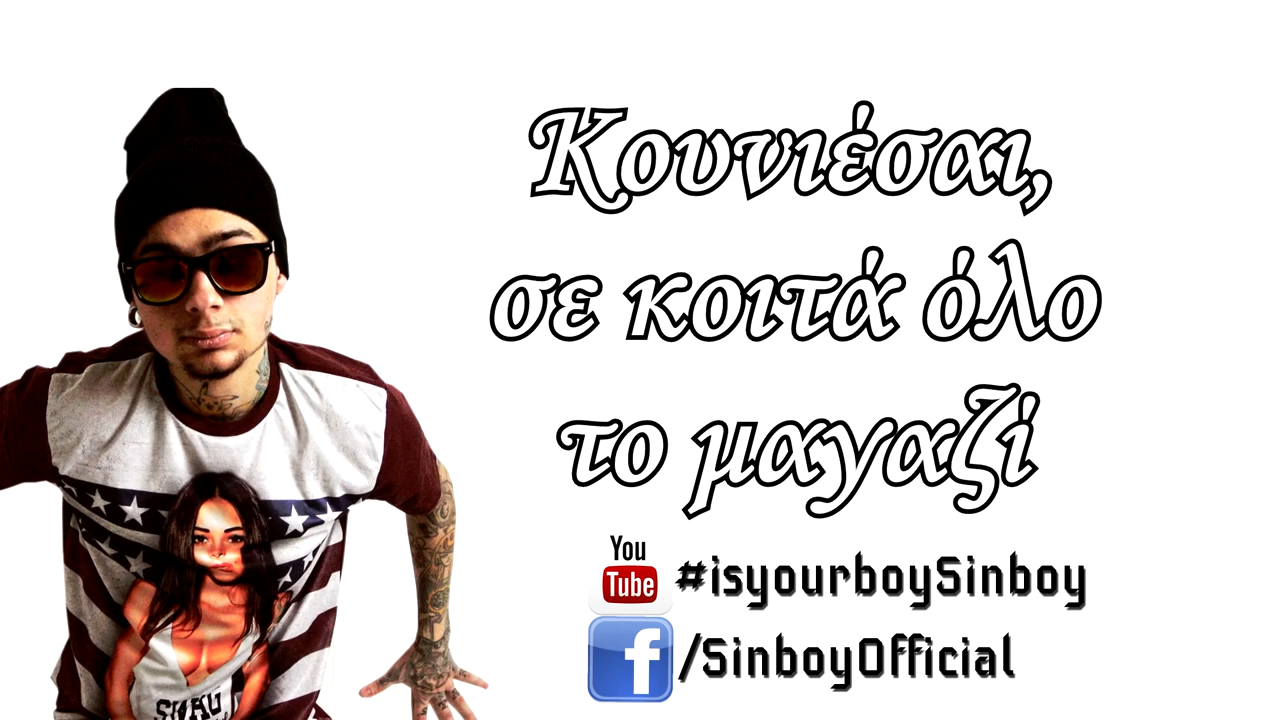 Κουνιέσαι,
σε κοιτά όλο
το μαγαζί
You
Tube
#isyourboySinboy
f
/SinboyOfficial